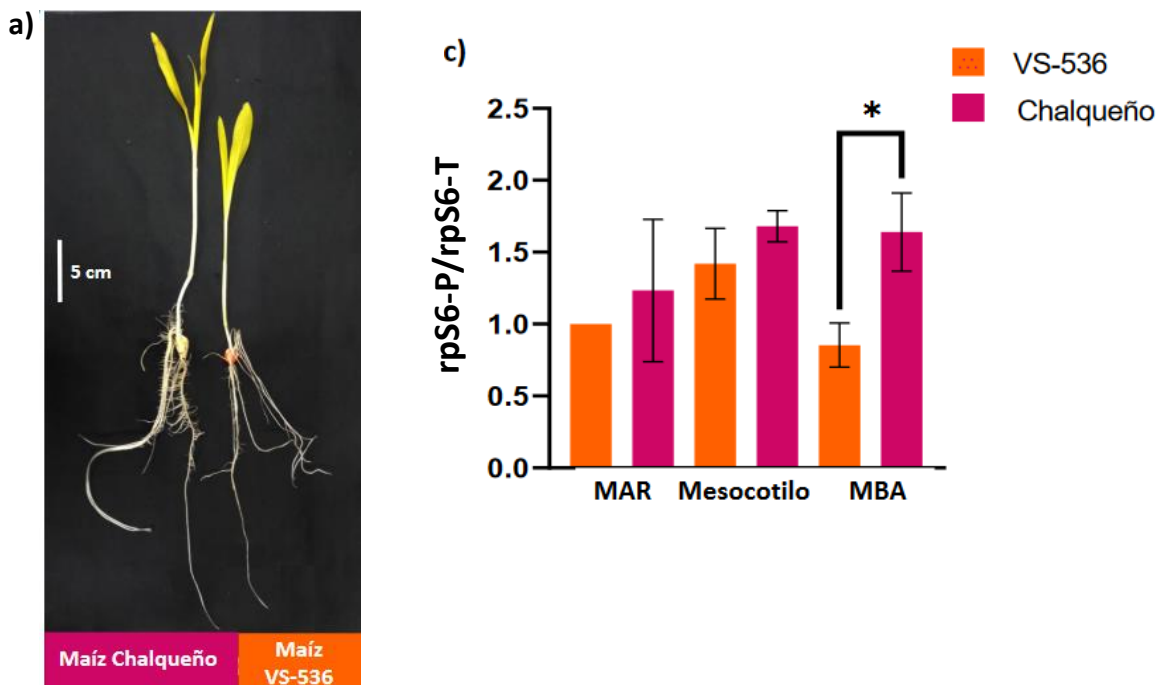 a)
5 cm
Maíz Chalqueño
Maíz
VS-536
c)
VS-536
Chalqueño
*
rpS6-P/rpS6-T
2.5
2.0
1.5
1.0
0.5
0.0
MAR Mesocotilo MBA